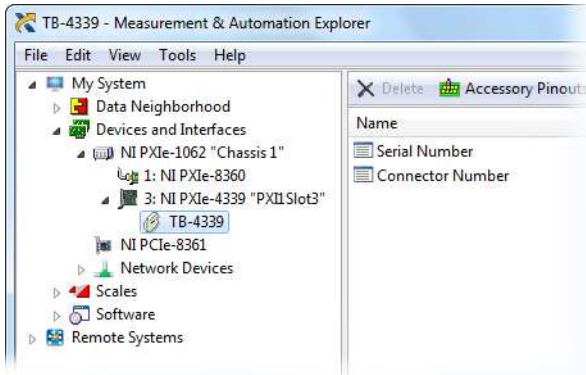 TB-4339 - Measurement & Automation Explorer
File Edit View Tools Help
My System
Data Neighborhood
Devices and Interfaces
NI PXIe-1062 "Chassis 1"
1: NI PXIe-8360
3: NI PXIe-4339 "PXI1Slot3"
TB-4339
NI PCIe-8361
Network Devices
Scales
Software
Remote Systems
Delete Accessory Pinouts
Name
Serial Number
Connector Number